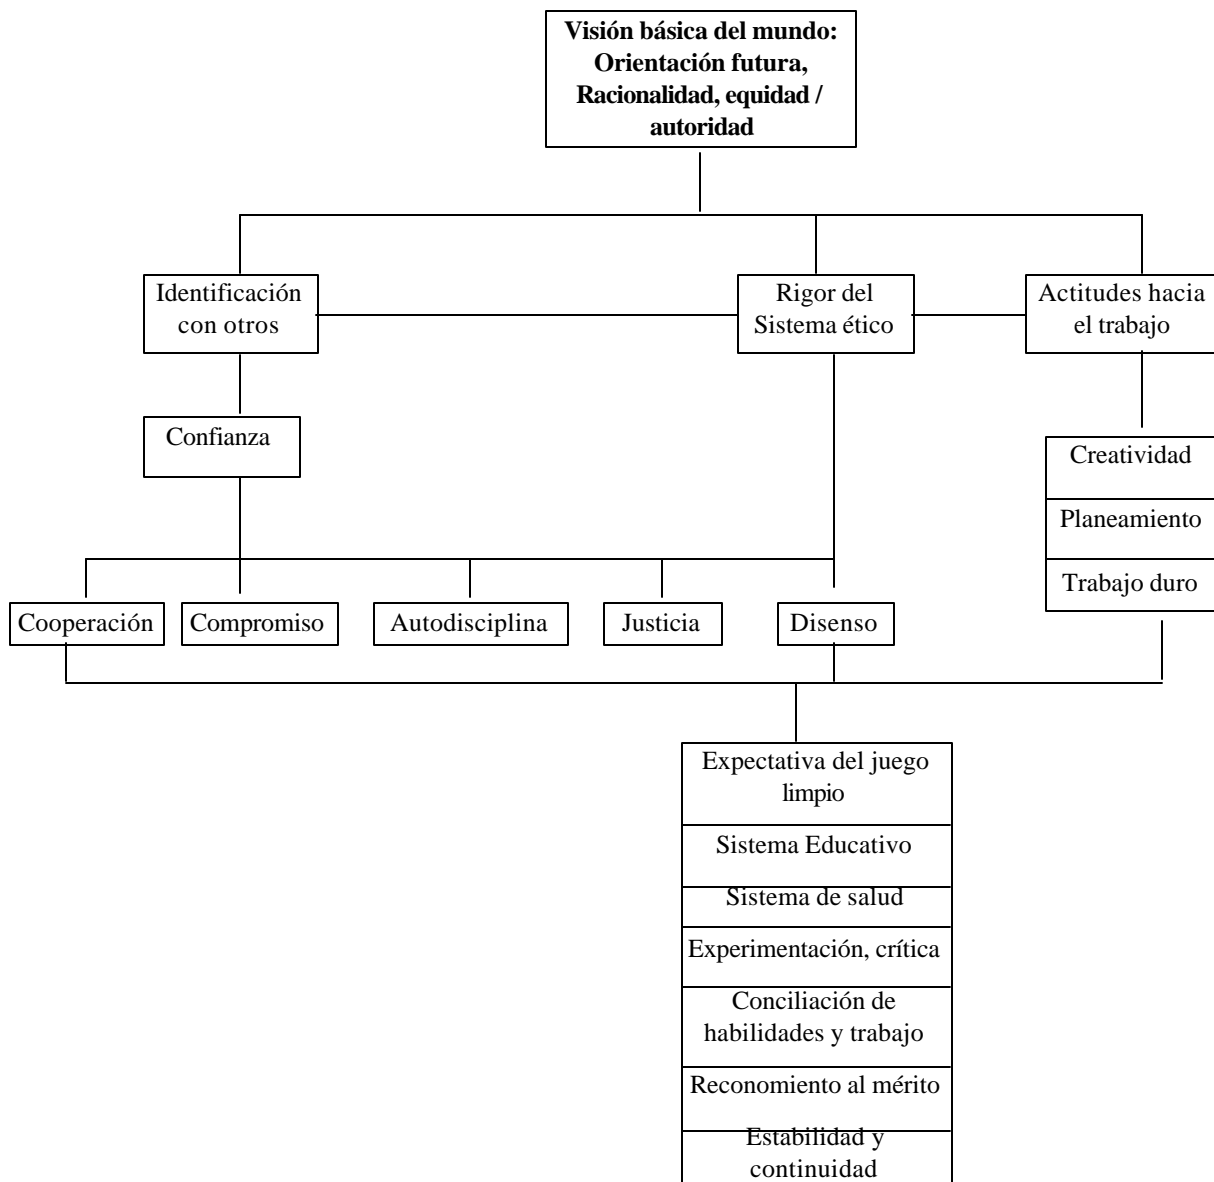 Visión básica del mundo:
Orientación futura,
Racionalidad, equidad /
autoridad
Identificación
con otros
Rigor del
Sistema ético
Actitudes hacia
el trabajo
Confianza
Creatividad
Planeamiento
Trabajo duro
Cooperación
Compromiso
Autodisciplina
Justicia
Disenso
Expectativa del juego
limpio
Sistema Educativo
Sistema de salud
Experimentación, crítica
Conciliación de
habilidades y trabajo
Reconomiento al mérito
Estabilidad y
continuidad